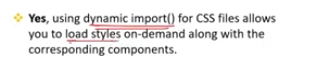 Yes, using dynamic import() for CSS files allows
you to load styles on-demand along with the
corresponding components.